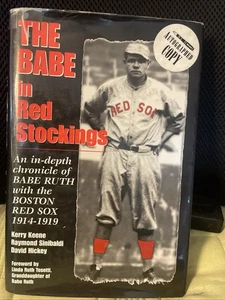 THE
BABE
in
Red
Stockings
AUTOGRAPHED
COPY
RED SOX
An in-depth
chronicle of
BABE RUTH
with the
BOSTON
RED SOX
1914-1919
Kerry Keene
Raymond Sinibaldi
David Hickey
Foreword by
Linda Ruth Tosetti,
Granddaughter of
Babe Ruth